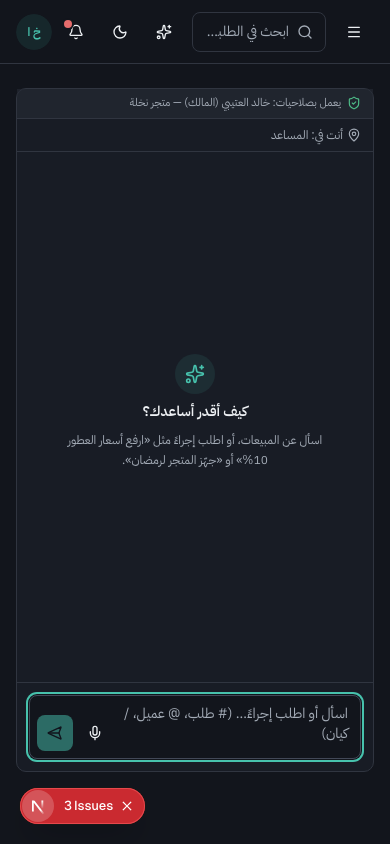 ابحث في الطلبـ...
خ ا
يعمل بصلاحيات: خالد العتيبي (المالك) — متجر نخلة
أنت في: المساعد
كيف أقدر أساعدك؟
اسأل عن المبيعات، أو اطلب إجراءً مثل «ارفع أسعار العطور
10%» أو «جهّز المتجر لرمضان».
اسأل أو اطلب إجراءً... (# طلب، @ عميل، /
كيان)
N 3 Issues